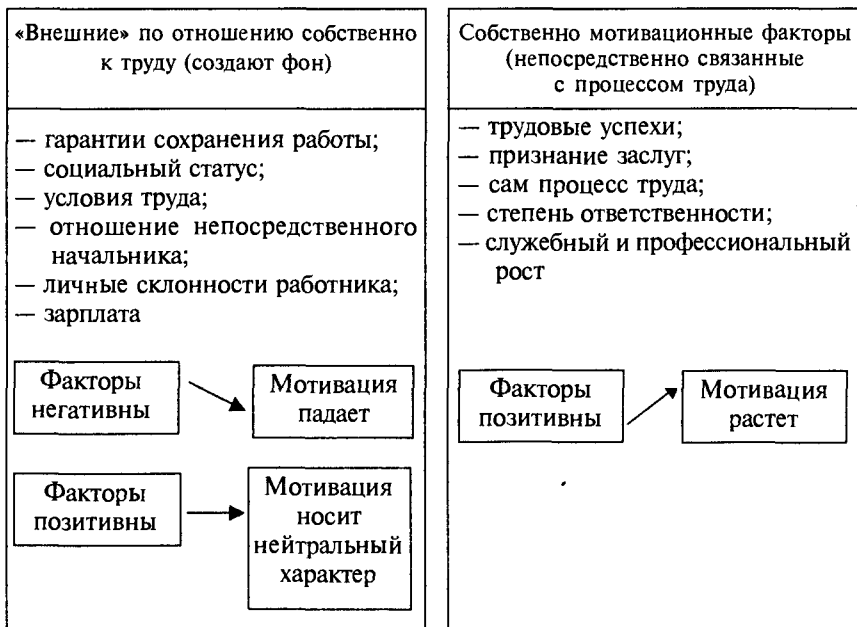 «Внешние» по отношению собственно
к труду (создают фон)
— гарантии сохранения работы;
— социальный статус;
— условия труда;
— отношение непосредственного
начальника;
— личные склонности работника;
— зарплата
Факторы
негативны
Мотивация
падает
Факторы
позитивны
Мотивация
носит
нейтральный
характер
Собственно мотивационные факторы
(непосредственно связанные
с процессом труда)
— трудовые успехи;
— признание заслуг;
— сам процесс труда;
— степень ответственности;
— служебный и профессиональный
рост
Факторы
позитивны
Мотивация
растет